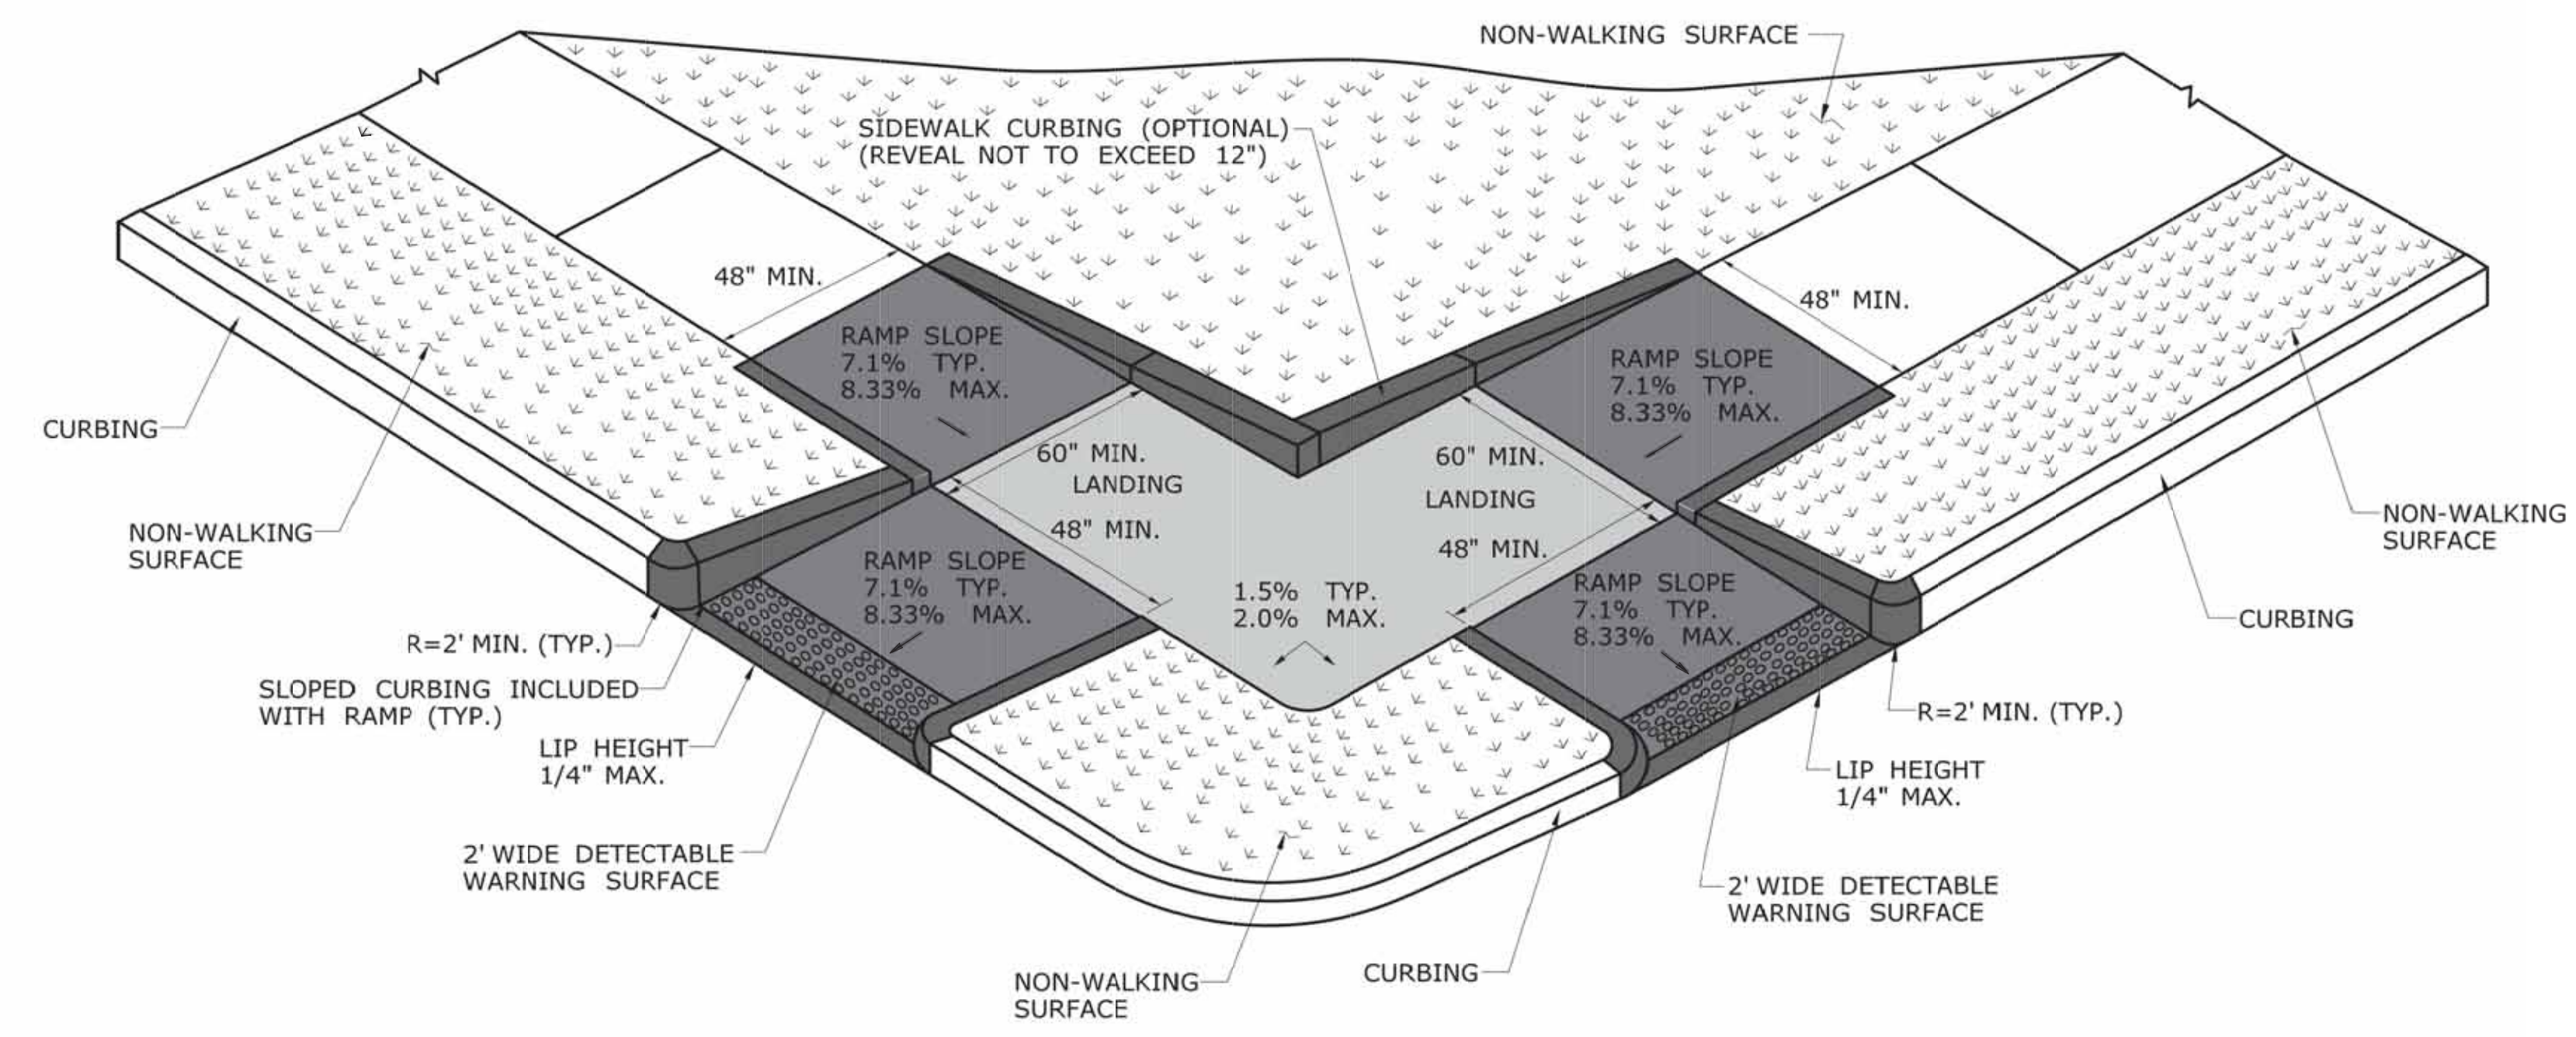 NON-WALKING SURFACE
SIDEWALK CURBING (OPTIONAL)
(REVEAL NOT TO EXCEED 12")
48" MIN.
48" MIN.
RAMP SLOPE
7.1% TYP.
8.33% MAX.
RAMP SLOPE
7.1% TYP.
8.33% MAX.
CURBING
60" MIN.
LANDING
48" MIN.
60" MIN.
LANDING
48" MIN.
NON-WALKING
SURFACE
NON-WALKING
SURFACE
RAMP SLOPE
7.1% TYP.
8.33% MAX.
1.5% TYP.
2.0% MAX.
RAMP SLOPE
7.1% TYP.
8.33% MAX.
CURBING
R=2' MIN. (TYP.)
SLOPED CURBING INCLUDED
WITH RAMP (TYP.)
R=2' MIN. (TYP.)
LIP HEIGHT
1/4" MAX.
LIP HEIGHT
1/4" MAX.
2' WIDE DETECTABLE
WARNING SURFACE
2' WIDE DETECTABLE
WARNING SURFACE
NON-WALKING
SURFACE
CURBING